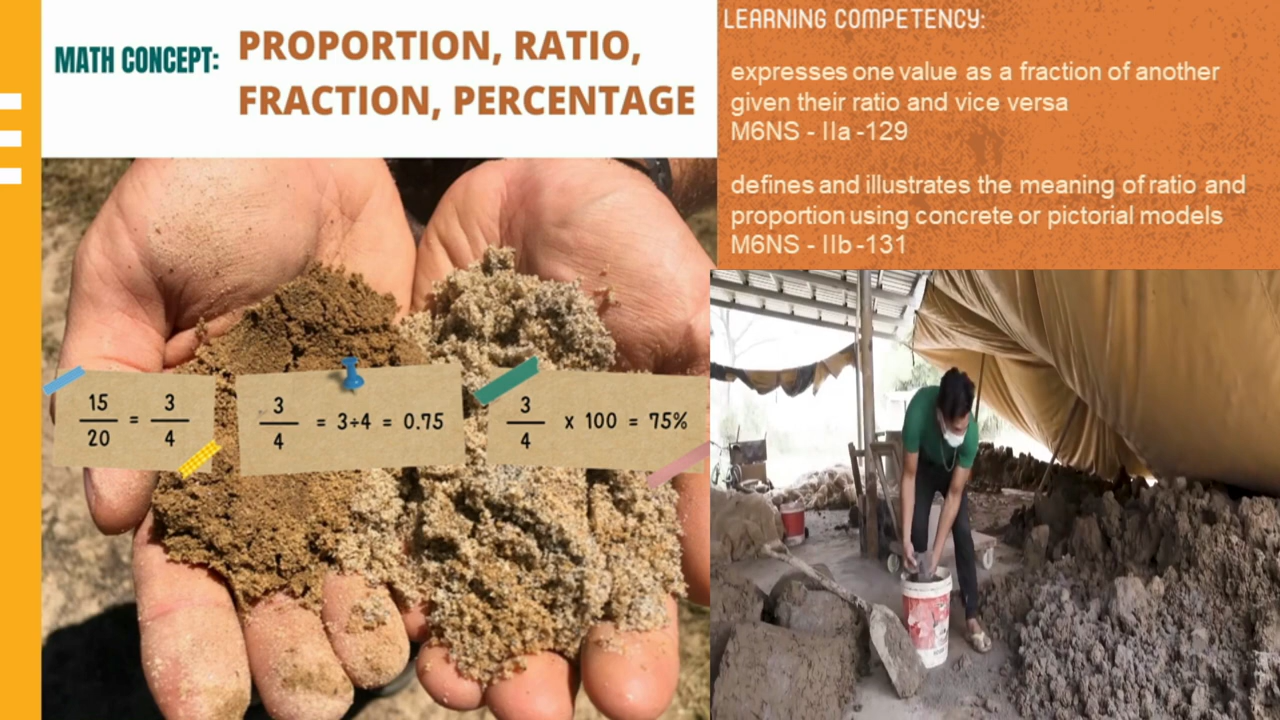 MATH CONCEPT: PROPORTION, RATIO,
FRACTION, PERCENTAGE
LEARNING COMPETENCY:
expresses one value as a fraction of another
given their ratio and vice versa
M6NS - IIa -129
defines and illustrates the meaning of ratio and
proportion using concrete or pictorial models
M6NS - IIb -131
15/20 = 3/4
3/4 = 3÷4 = 0.75
3/4 x 100 = 75%